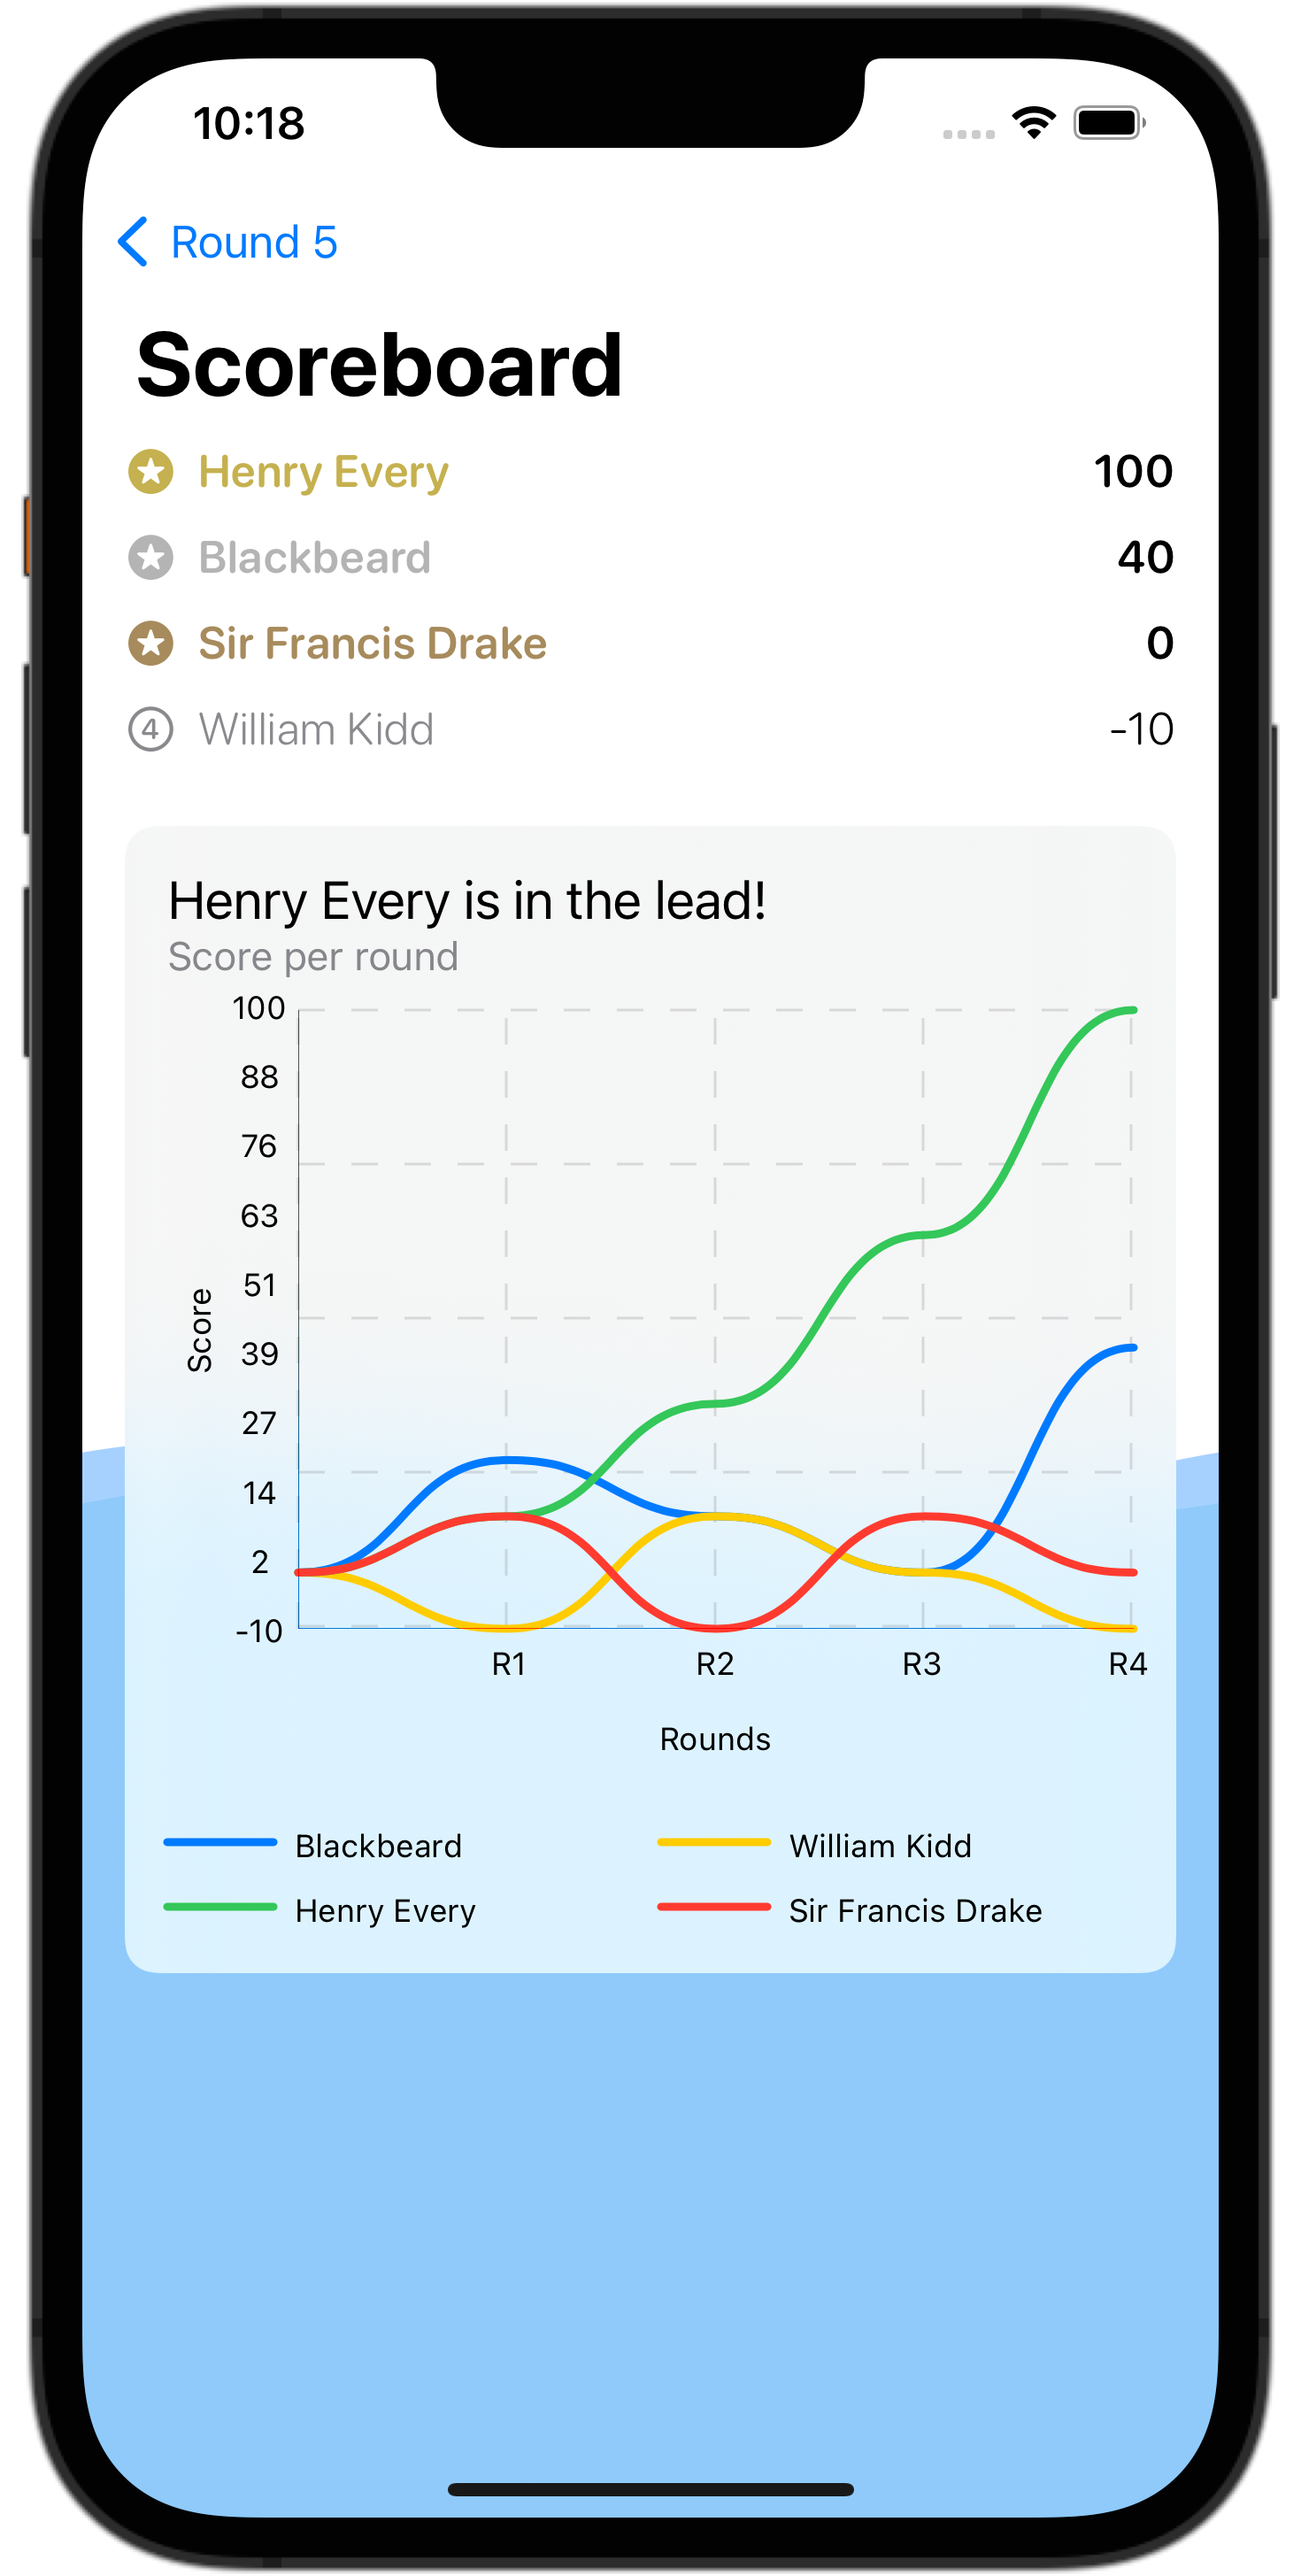 10:18
Round 5
Scoreboard
Henry Every 100
Blackbeard 40
Sir Francis Drake 0
4 William Kidd -10
Henry Every is in the lead!
Score per round
100
88
76
63
51
39
27
14
2
-10
Score
R1 R2 R3 R4
Rounds
Blackbeard William Kidd
Henry Every Sir Francis Drake